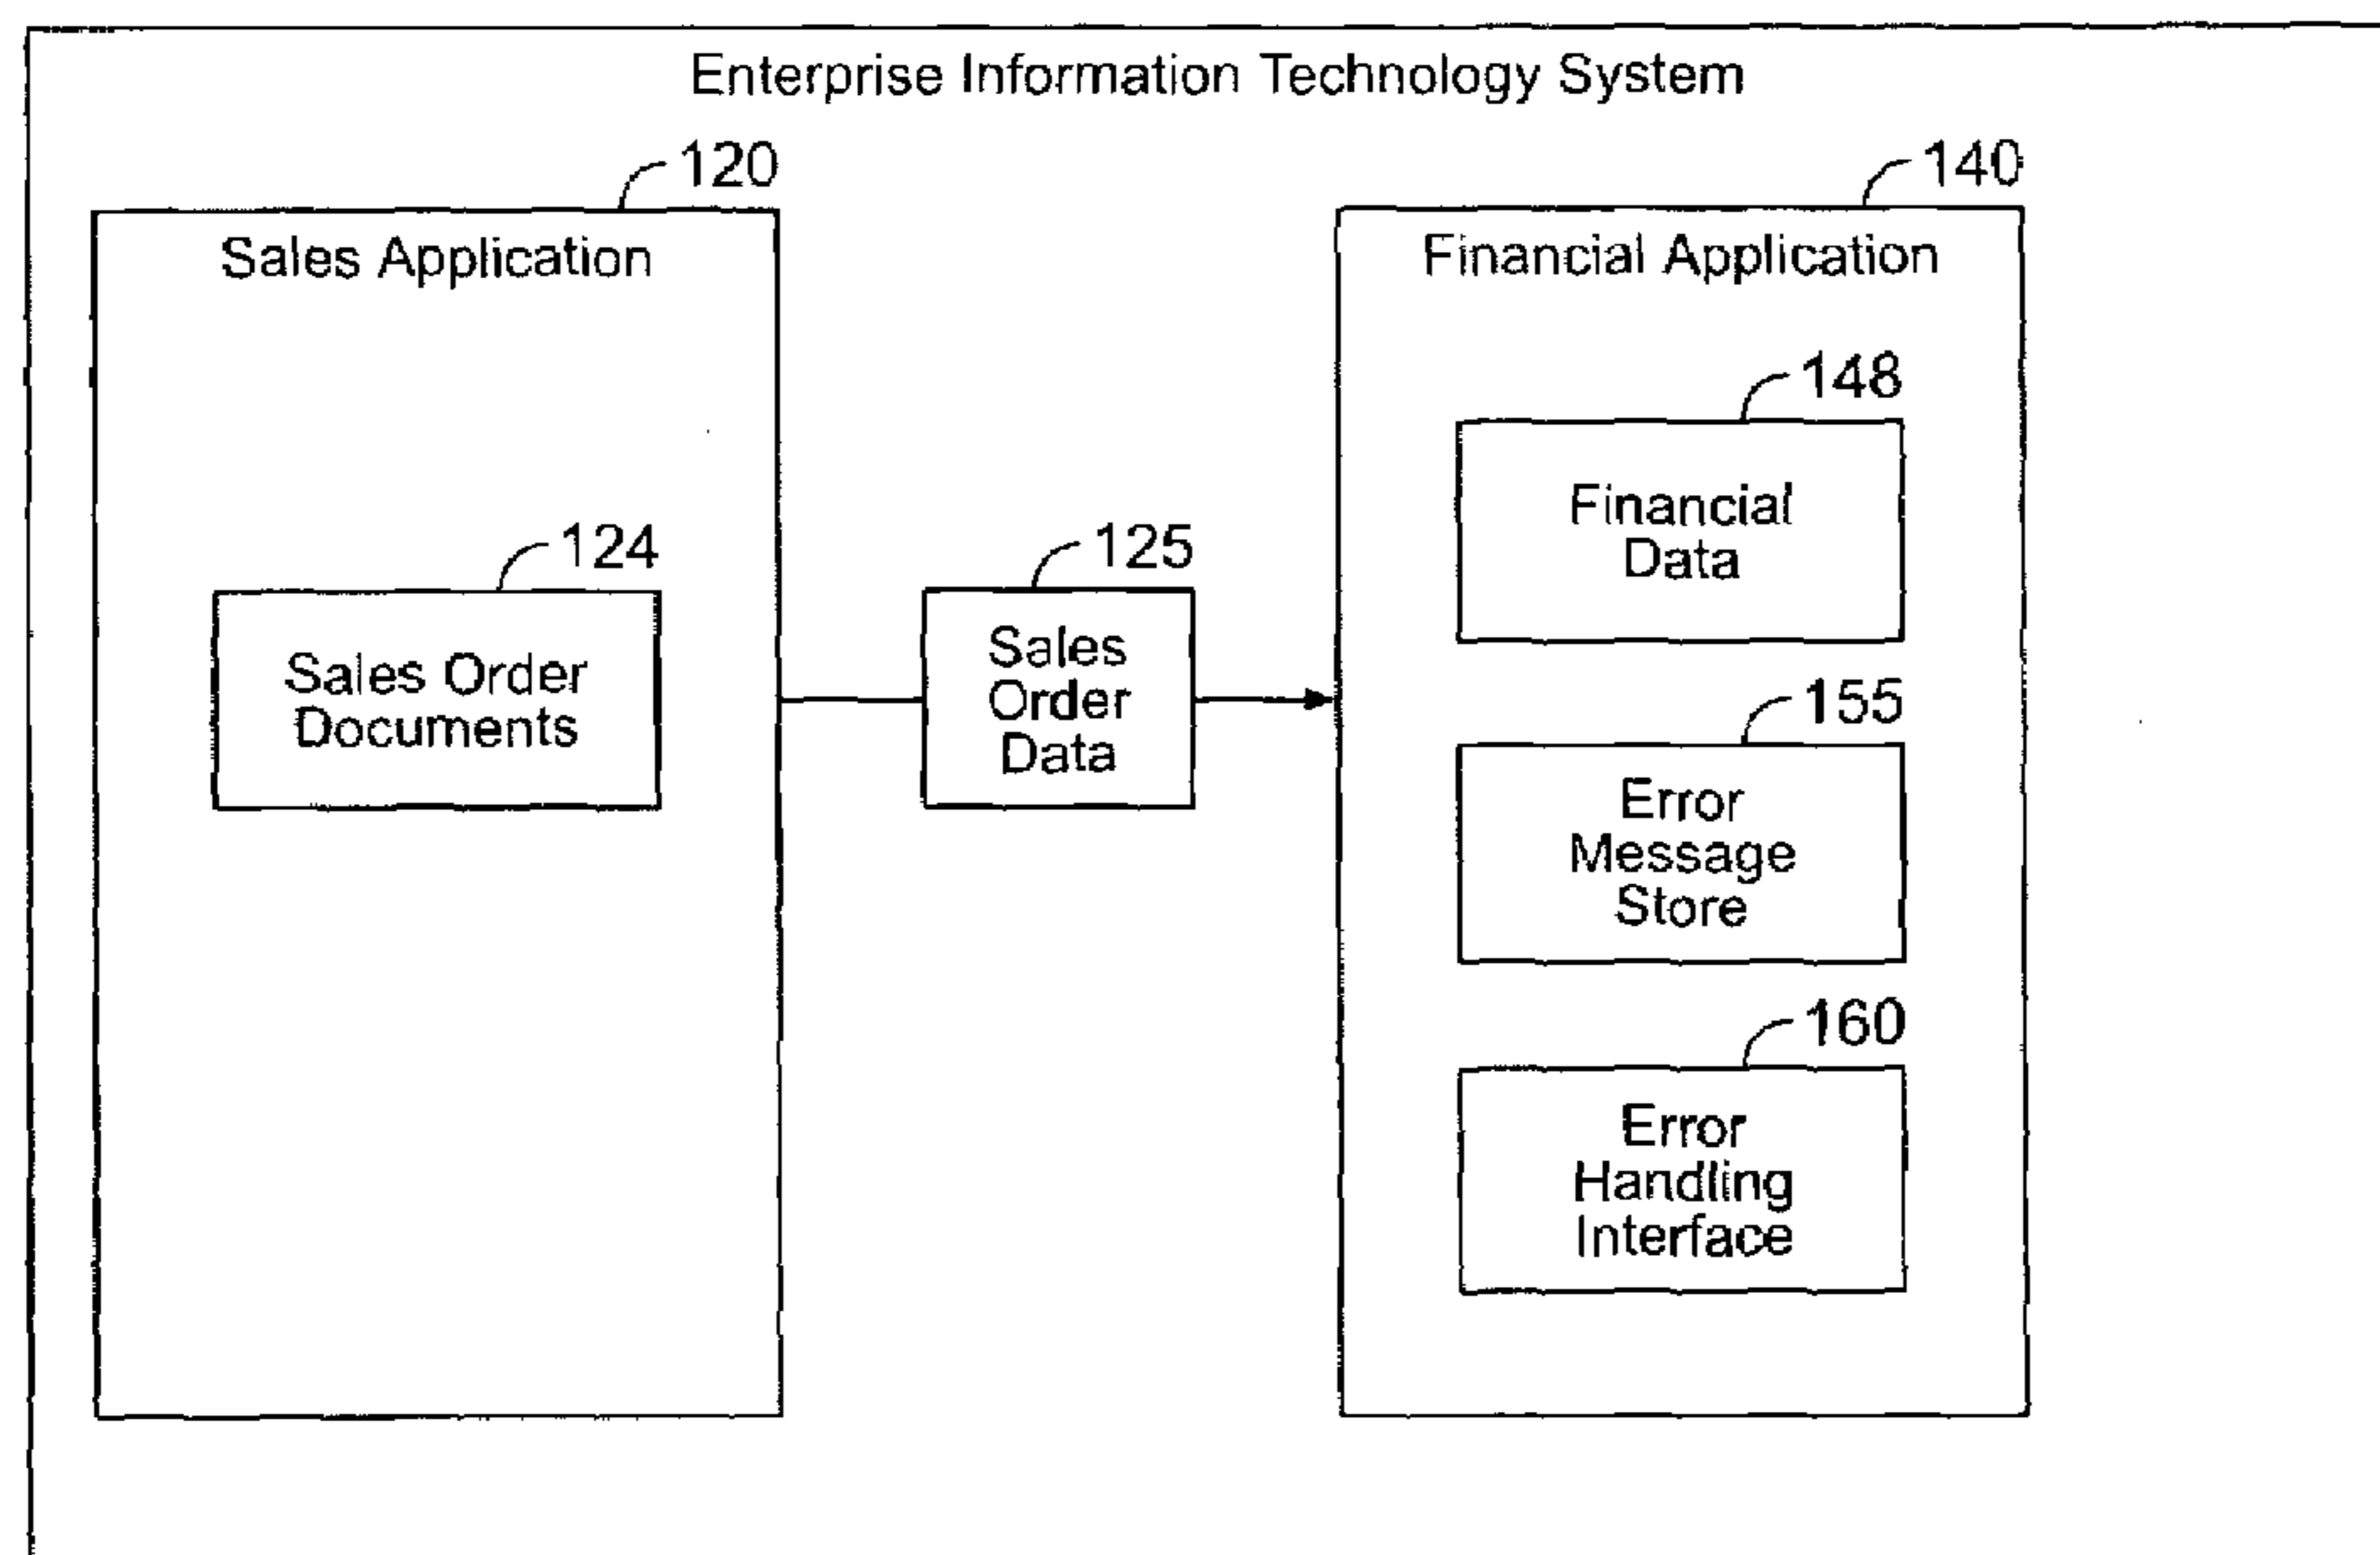 Enterprise Information Technology System
120
140
Sales Application
Financial Application
148
Financial
Data
124
125
Sales Order
Documents
Sales
Order
Data
155
Error
Message
Store
160
Error
Handling
Interface